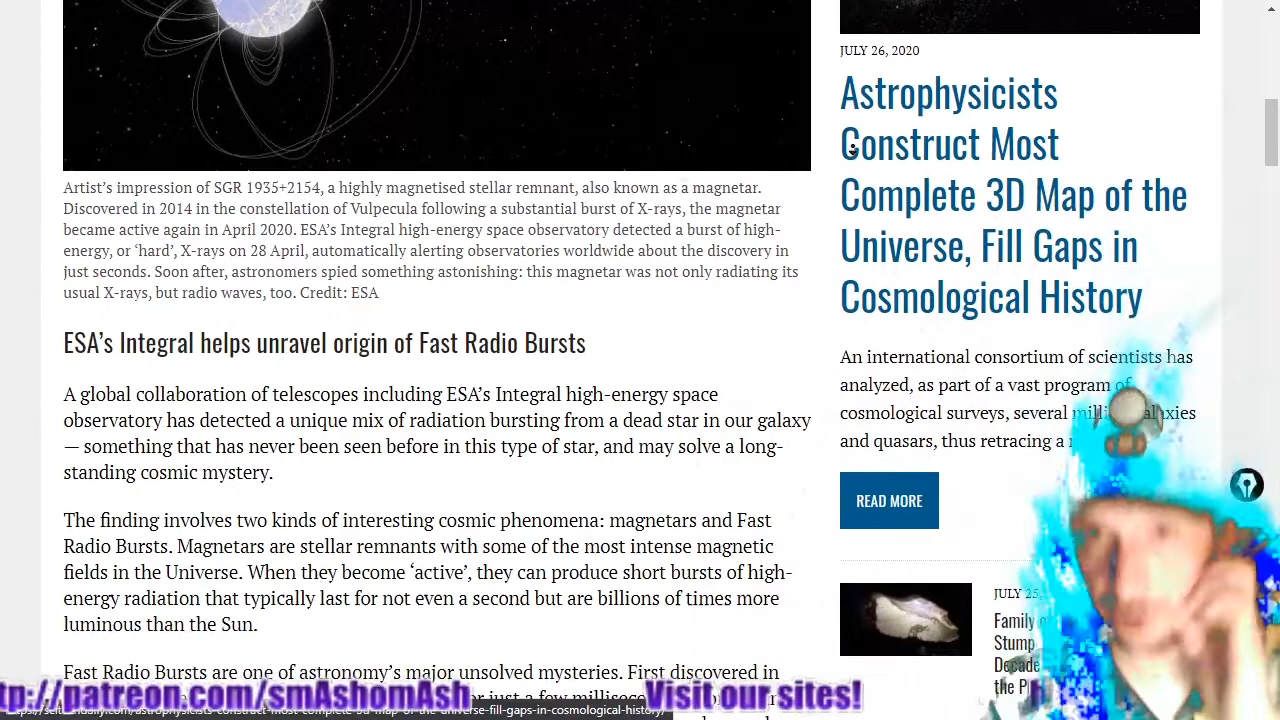 Artist's impression of SGR 1935+2154, a highly magnetised stellar remnant, also known as a magnetar.
Discovered in 2014 in the constellation of Vulpecula following a substantial burst of X-rays, the magnetar
became active again in April 2020. ESA's Integral high-energy space observatory detected a burst of high-
energy, or 'hard', X-rays on 28 April, automatically alerting observatories worldwide about the discovery in
just seconds. Soon after, astronomers spied something astonishing: this magnetar was not only radiating its
usual X-rays, but radio waves, too. Credit: ESA
ESA's Integral helps unravel origin of Fast Radio Bursts
A global collaboration of telescopes including ESA's Integral high-energy space
observatory has detected a unique mix of radiation bursting from a dead star in our galaxy
— something that has never been seen before in this type of star, and may solve a long-
standing cosmic mystery.
The finding involves two kinds of interesting cosmic phenomena: magnetars and Fast
Radio Bursts. Magnetars are stellar remnants with some of the most intense magnetic
fields in the Universe. When they become 'active', they can produce short bursts of high-
energy radiation that typically last for not even a second but are billions of times more
luminous than the Sun.
Fast Radio Bursts are one of astronomy's major unsolved mysteries. First discovered in
JULY 26, 2020
Astrophysicists
Construct Most
Complete 3D Map of the
Universe, Fill Gaps in
Cosmological History
An international consortium of scientists has
analyzed, as part of a vast program of
cosmological surveys, several
and quasars, thus retracing a
READ MORE
JULY 25,
Family
Stump
Decade
the
tp://patreon.com/smAshomAsh
Visit our sites!